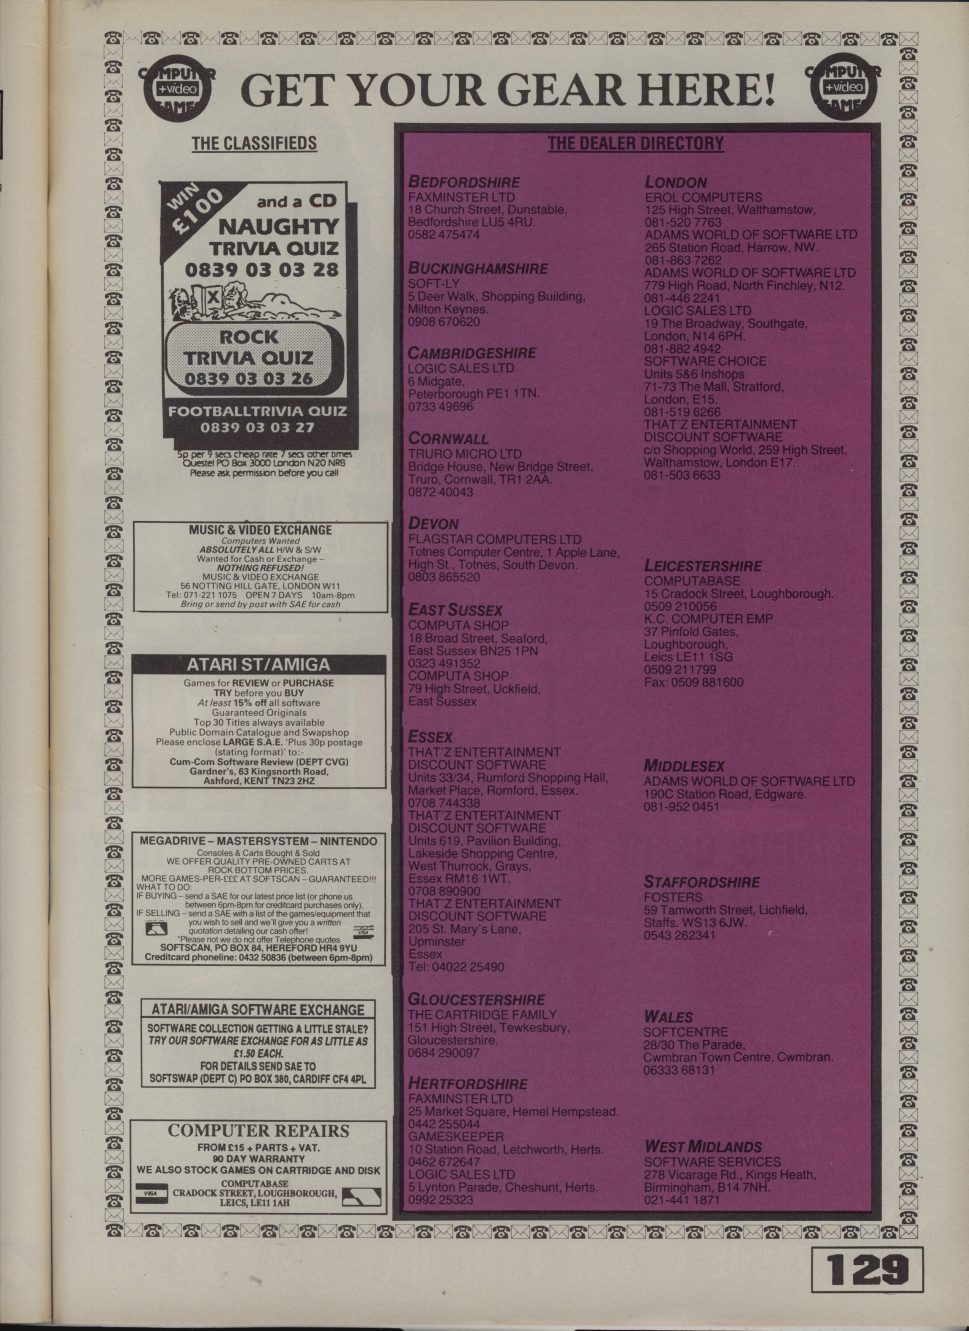 COMPUTER
+video
GAMES
GET YOUR GEAR HERE!
COMPUTER
+video
GAMES
THE CLASSIFIEDS
WIN
£100
and a CD
NAUGHTY
TRIVIA QUIZ
0839 03 03 28
X
ROCK
TRIVIA QUIZ
0839 03 03 26
FOOTBALLTRIVIA QUIZ
0839 03 03 27
5p per 9 secs cheap rate 7 secs other times
Questel PO Box 3000 London N20 NRB
Please ask permission before you call
MUSIC & VIDEO EXCHANGE
Computers Wanted
ABSOLUTELY ALL H/W & S/W
Wanted for Cash or Exchange –
NOTHING REFUSED!
MUSIC & VIDEO EXCHANGE
56 NOTTING HILL GATE, LONDON W11
Tel: 071-221 1075 OPEN 7 DAYS 10am-8pm
Bring or send by post with SAE for cash
ATARI ST/AMIGA
Games for REVIEW or PURCHASE
TRY before you BUY
At least 15% off all software
Guaranteed Originals
Top 30 Titles always available
Public Domain Catalogue and Swapshop
Please enclose LARGE S.A.E. 'Plus 30p postage
(stating format)' to:-
Cum-Com Software Review (DEPT CVG)
Gardner's, 63 Kingsnorth Road,
Ashford, KENT TN23 2HZ
MEGADRIVE – MASTERSYSTEM – NINTENDO
Consoles & Carts Bought & Sold
WE OFFER QUALITY PRE-OWNED CARTS AT
ROCK BOTTOM PRICES.
MORE GAMES-PER-£££ AT SOFTSCAN – GUARANTEED!!!
WHAT TO DO:
IF BUYING – send a SAE for our latest price list (or phone us
between 6pm-8pm for creditcard purchases only).
IF SELLING – send a SAE with a list of the games/equipment that
you wish to sell and we'll give you a written
quotation detailing our cash offer!
*Please not we do not offer Telephone quotes
SOFTSCAN, PO BOX 84, HEREFORD HR4 9YU
Creditcard phoneline: 0432 50836 (between 6pm-8pm)
ATARI/AMIGA SOFTWARE EXCHANGE
SOFTWARE COLLECTION GETTING A LITTLE STALE?
TRY OUR SOFTWARE EXCHANGE FOR AS LITTLE AS
£1.50 EACH.
FOR DETAILS SEND SAE TO
SOFTSWAP (DEPT C) PO BOX 380, CARDIFF CF4 4PL
COMPUTER REPAIRS
FROM £15 + PARTS + VAT.
90 DAY WARRANTY
WE ALSO STOCK GAMES ON CARTRIDGE AND DISK
COMPUTABASE
CRADOCK STREET, LOUGHBOROUGH,
LEICS, LE11 1AH
VISA
THE DEALER DIRECTORY
BEDFORDSHIRE
FAXMINSTER LTD
18 Church Street, Dunstable,
Bedfordshire LU5 4RU.
0582 475474
BUCKINGHAMSHIRE
SOFT-LY
5 Deer Walk, Shopping Building,
Milton Keynes.
0908 670620
CAMBRIDGESHIRE
LOGIC SALES LTD
6 Midgate,
Peterborough PE1 1TN.
0733 49696
CORNWALL
TRURO MICRO LTD
Bridge House, New Bridge Street,
Truro, Cornwall, TR1 2AA.
0872 40043
DEVON
FLAGSTAR COMPUTERS LTD
Totnes Computer Centre, 1 Apple Lane,
High St., Totnes, South Devon.
0803 865520
EAST SUSSEX
COMPUTA SHOP
18 Broad Street, Seaford,
East Sussex BN25 1PN
0323 491352
COMPUTA SHOP
79 High Street, Uckfield,
East Sussex
ESSEX
THAT'Z ENTERTAINMENT
DISCOUNT SOFTWARE
Units 33/34, Rumford Shopping Hall,
Market Place, Romford, Essex.
0708 744338
THAT'Z ENTERTAINMENT
DISCOUNT SOFTWARE
Units 619, Pavilion Building,
Lakeside Shopping Centre,
West Thurrock, Grays,
Essex RM16 1WT.
0708 890900
THAT'Z ENTERTAINMENT
DISCOUNT SOFTWARE
205 St. Mary's Lane,
Upminster
Essex
Tel: 04022 25490
GLOUCESTERSHIRE
THE CARTRIDGE FAMILY
151 High Street, Tewkesbury,
Gloucestershire.
0684 290097
HERTFORDSHIRE
FAXMINSTER LTD
25 Market Square, Hemel Hempstead.
0442 255044
GAMESKEEPER
10 Station Road, Letchworth, Herts.
0462 672647
LOGIC SALES LTD
5 Lynton Parade, Cheshunt, Herts.
0992 25323
LONDON
EROL COMPUTERS
125 High Street, Walthamstow,
081-520 7763
ADAMS WORLD OF SOFTWARE LTD
265 Station Road, Harrow, NW.
081-863 7262
ADAMS WORLD OF SOFTWARE LTD
779 High Road, North Finchley, N12.
081-446 2241
LOGIC SALES LTD
19 The Broadway, Southgate,
London, N14 6PH.
081-882 4942
SOFTWARE CHOICE
Units 5&6 Inshops
71-73 The Mall, Stratford,
London, E15.
081-519 6266
THAT'Z ENTERTAINMENT
DISCOUNT SOFTWARE
c/o Shopping World, 259 High Street,
Walthamstow, London E17.
081-503 6633
LEICESTERSHIRE
COMPUTABASE
15 Cradock Street, Loughborough.
0509 210056
K.C. COMPUTER EMP
37 Pinfold Gates,
Loughborough,
Leics LE11 1SG
0509 211799
Fax: 0509 881600
MIDDLESEX
ADAMS WORLD OF SOFTWARE LTD
190C Station Road, Edgware.
081-952 0451
STAFFORDSHIRE
FOSTERS
59 Tamworth Street, Lichfield,
Staffs. WS13 6JW.
0543 262341
WALES
SOFTCENTRE
28/30 The Parade,
Cwmbran Town Centre, Cwmbran.
06333 68131
WEST MIDLANDS
SOFTWARE SERVICES
278 Vicarage Rd., Kings Heath,
Birmingham, B14 7NH.
021-441 1871
129